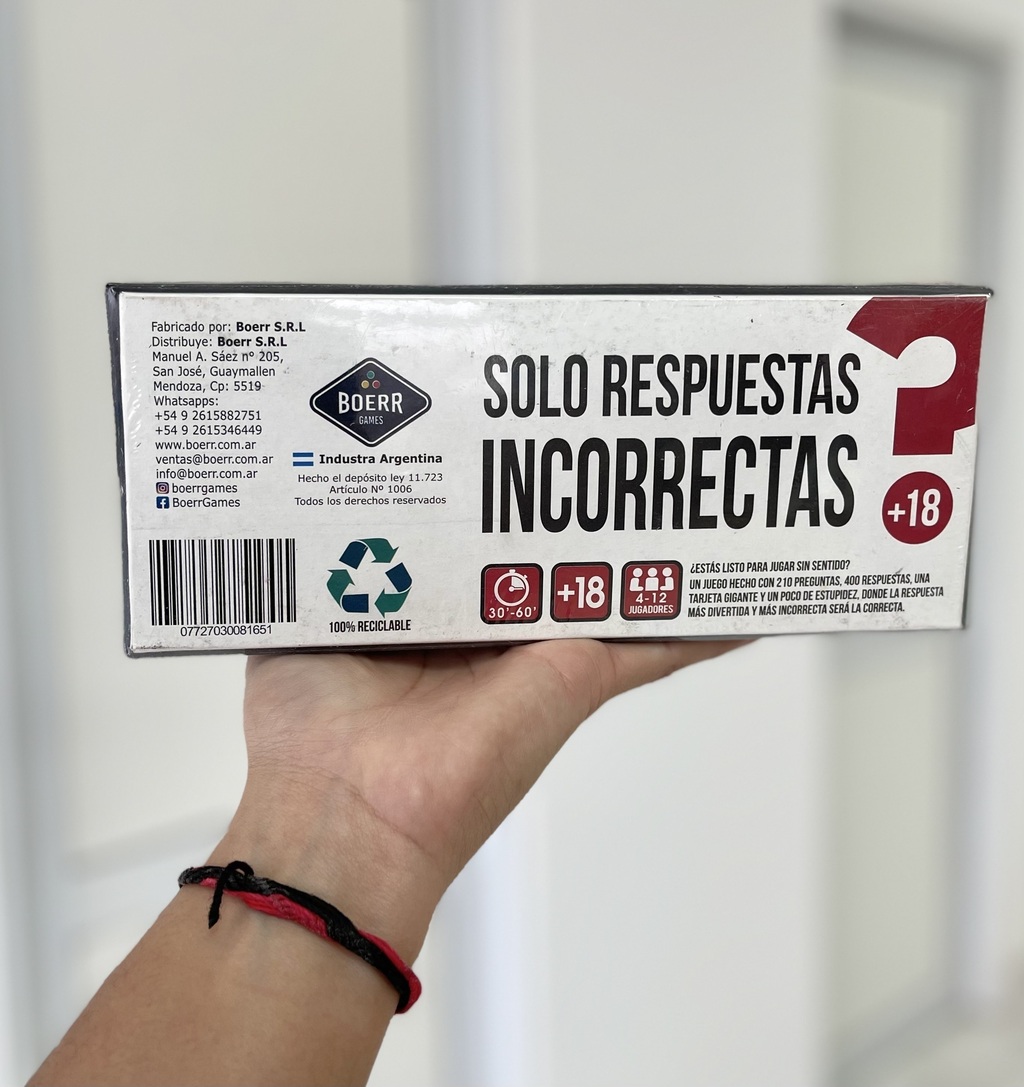 Fabricado por: Boerr S.R.L
Distribuye: Boerr S.R.L
Manuel A. Sáez nº 205,
San José, Guaymallen
Mendoza, Cp: 5519
Whatsapps:
+54 9 2615882751
+54 9 2615346449
www.boerr.com.ar
ventas@boerr.com.ar
info@boerr.com.ar
boerrgames
BoerrGames
07727030081651
BOERR
GAMES
Industra Argentina
Hecho el depósito ley 11.723
Artículo Nº 1006
Todos los derechos reservados
100% RECICLABLE
SOLO RESPUESTAS
INCORRECTAS
?
+18
30'-60'
+18
4-12
JUGADORES
¿ESTÁS LISTO PARA JUGAR SIN SENTIDO?
UN JUEGO HECHO CON 210 PREGUNTAS, 400 RESPUESTAS, UNA
TARJETA GIGANTE Y UN POCO DE ESTUPIDEZ, DONDE LA RESPUESTA
MÁS DIVERTIDA Y MÁS INCORRECTA SERÁ LA CORRECTA.